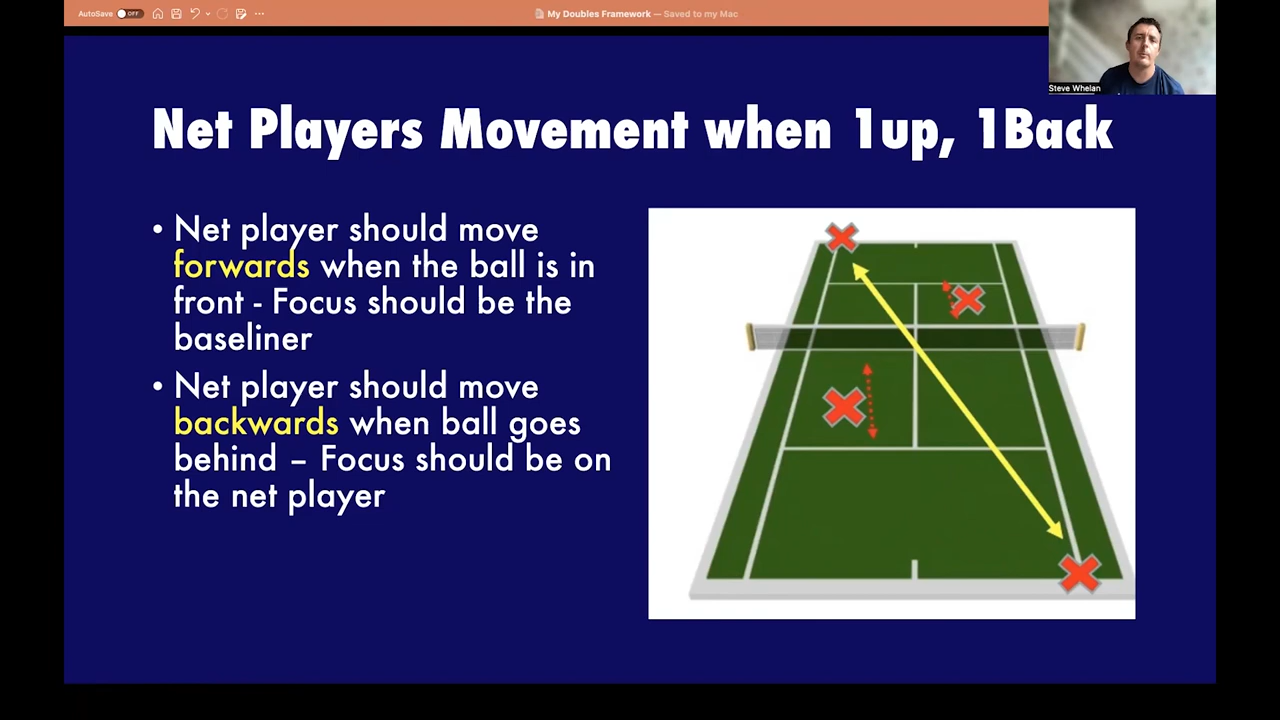 AutoSave OFF
My Doubles Framework — Saved to my Mac
Steve Whelan
Net Players Movement when 1up, 1Back
• Net player should move
forwards when the ball is in
front - Focus should be the
baseliner
• Net player should move
backwards when ball goes
behind – Focus should be on
the net player